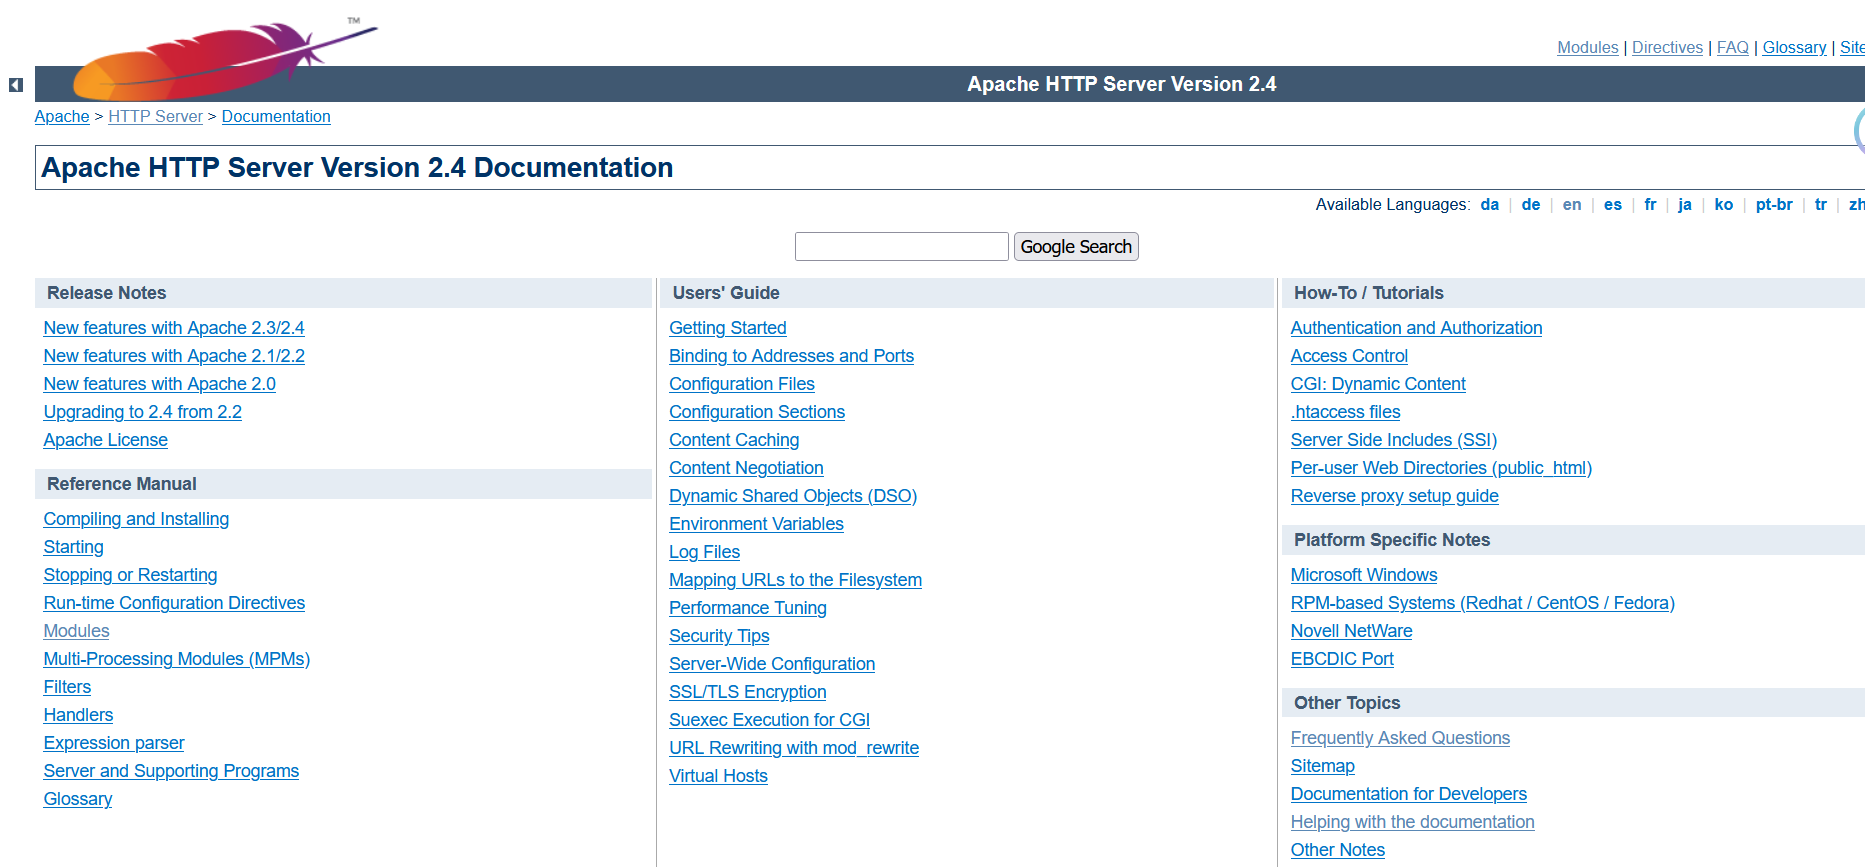 TM
Modules | Directives | FAQ | Glossary | Site
Apache HTTP Server Version 2.4
Apache > HTTP Server > Documentation
Apache HTTP Server Version 2.4 Documentation
Available Languages: da | de | en | es | fr | ja | ko | pt-br | tr | zh
Google Search
Release Notes
New features with Apache 2.3/2.4
New features with Apache 2.1/2.2
New features with Apache 2.0
Upgrading to 2.4 from 2.2
Apache License
Reference Manual
Compiling and Installing
Starting
Stopping or Restarting
Run-time Configuration Directives
Modules
Multi-Processing Modules (MPMs)
Filters
Handlers
Expression parser
Server and Supporting Programs
Glossary
Users' Guide
Getting Started
Binding to Addresses and Ports
Configuration Files
Configuration Sections
Content Caching
Content Negotiation
Dynamic Shared Objects (DSO)
Environment Variables
Log Files
Mapping URLs to the Filesystem
Performance Tuning
Security Tips
Server-Wide Configuration
SSL/TLS Encryption
Suexec Execution for CGI
URL Rewriting with mod_rewrite
Virtual Hosts
How-To / Tutorials
Authentication and Authorization
Access Control
CGI: Dynamic Content
.htaccess files
Server Side Includes (SSI)
Per-user Web Directories (public_html)
Reverse proxy setup guide
Platform Specific Notes
Microsoft Windows
RPM-based Systems (Redhat / CentOS / Fedora)
Novell NetWare
EBCDIC Port
Other Topics
Frequently Asked Questions
Sitemap
Documentation for Developers
Helping with the documentation
Other Notes